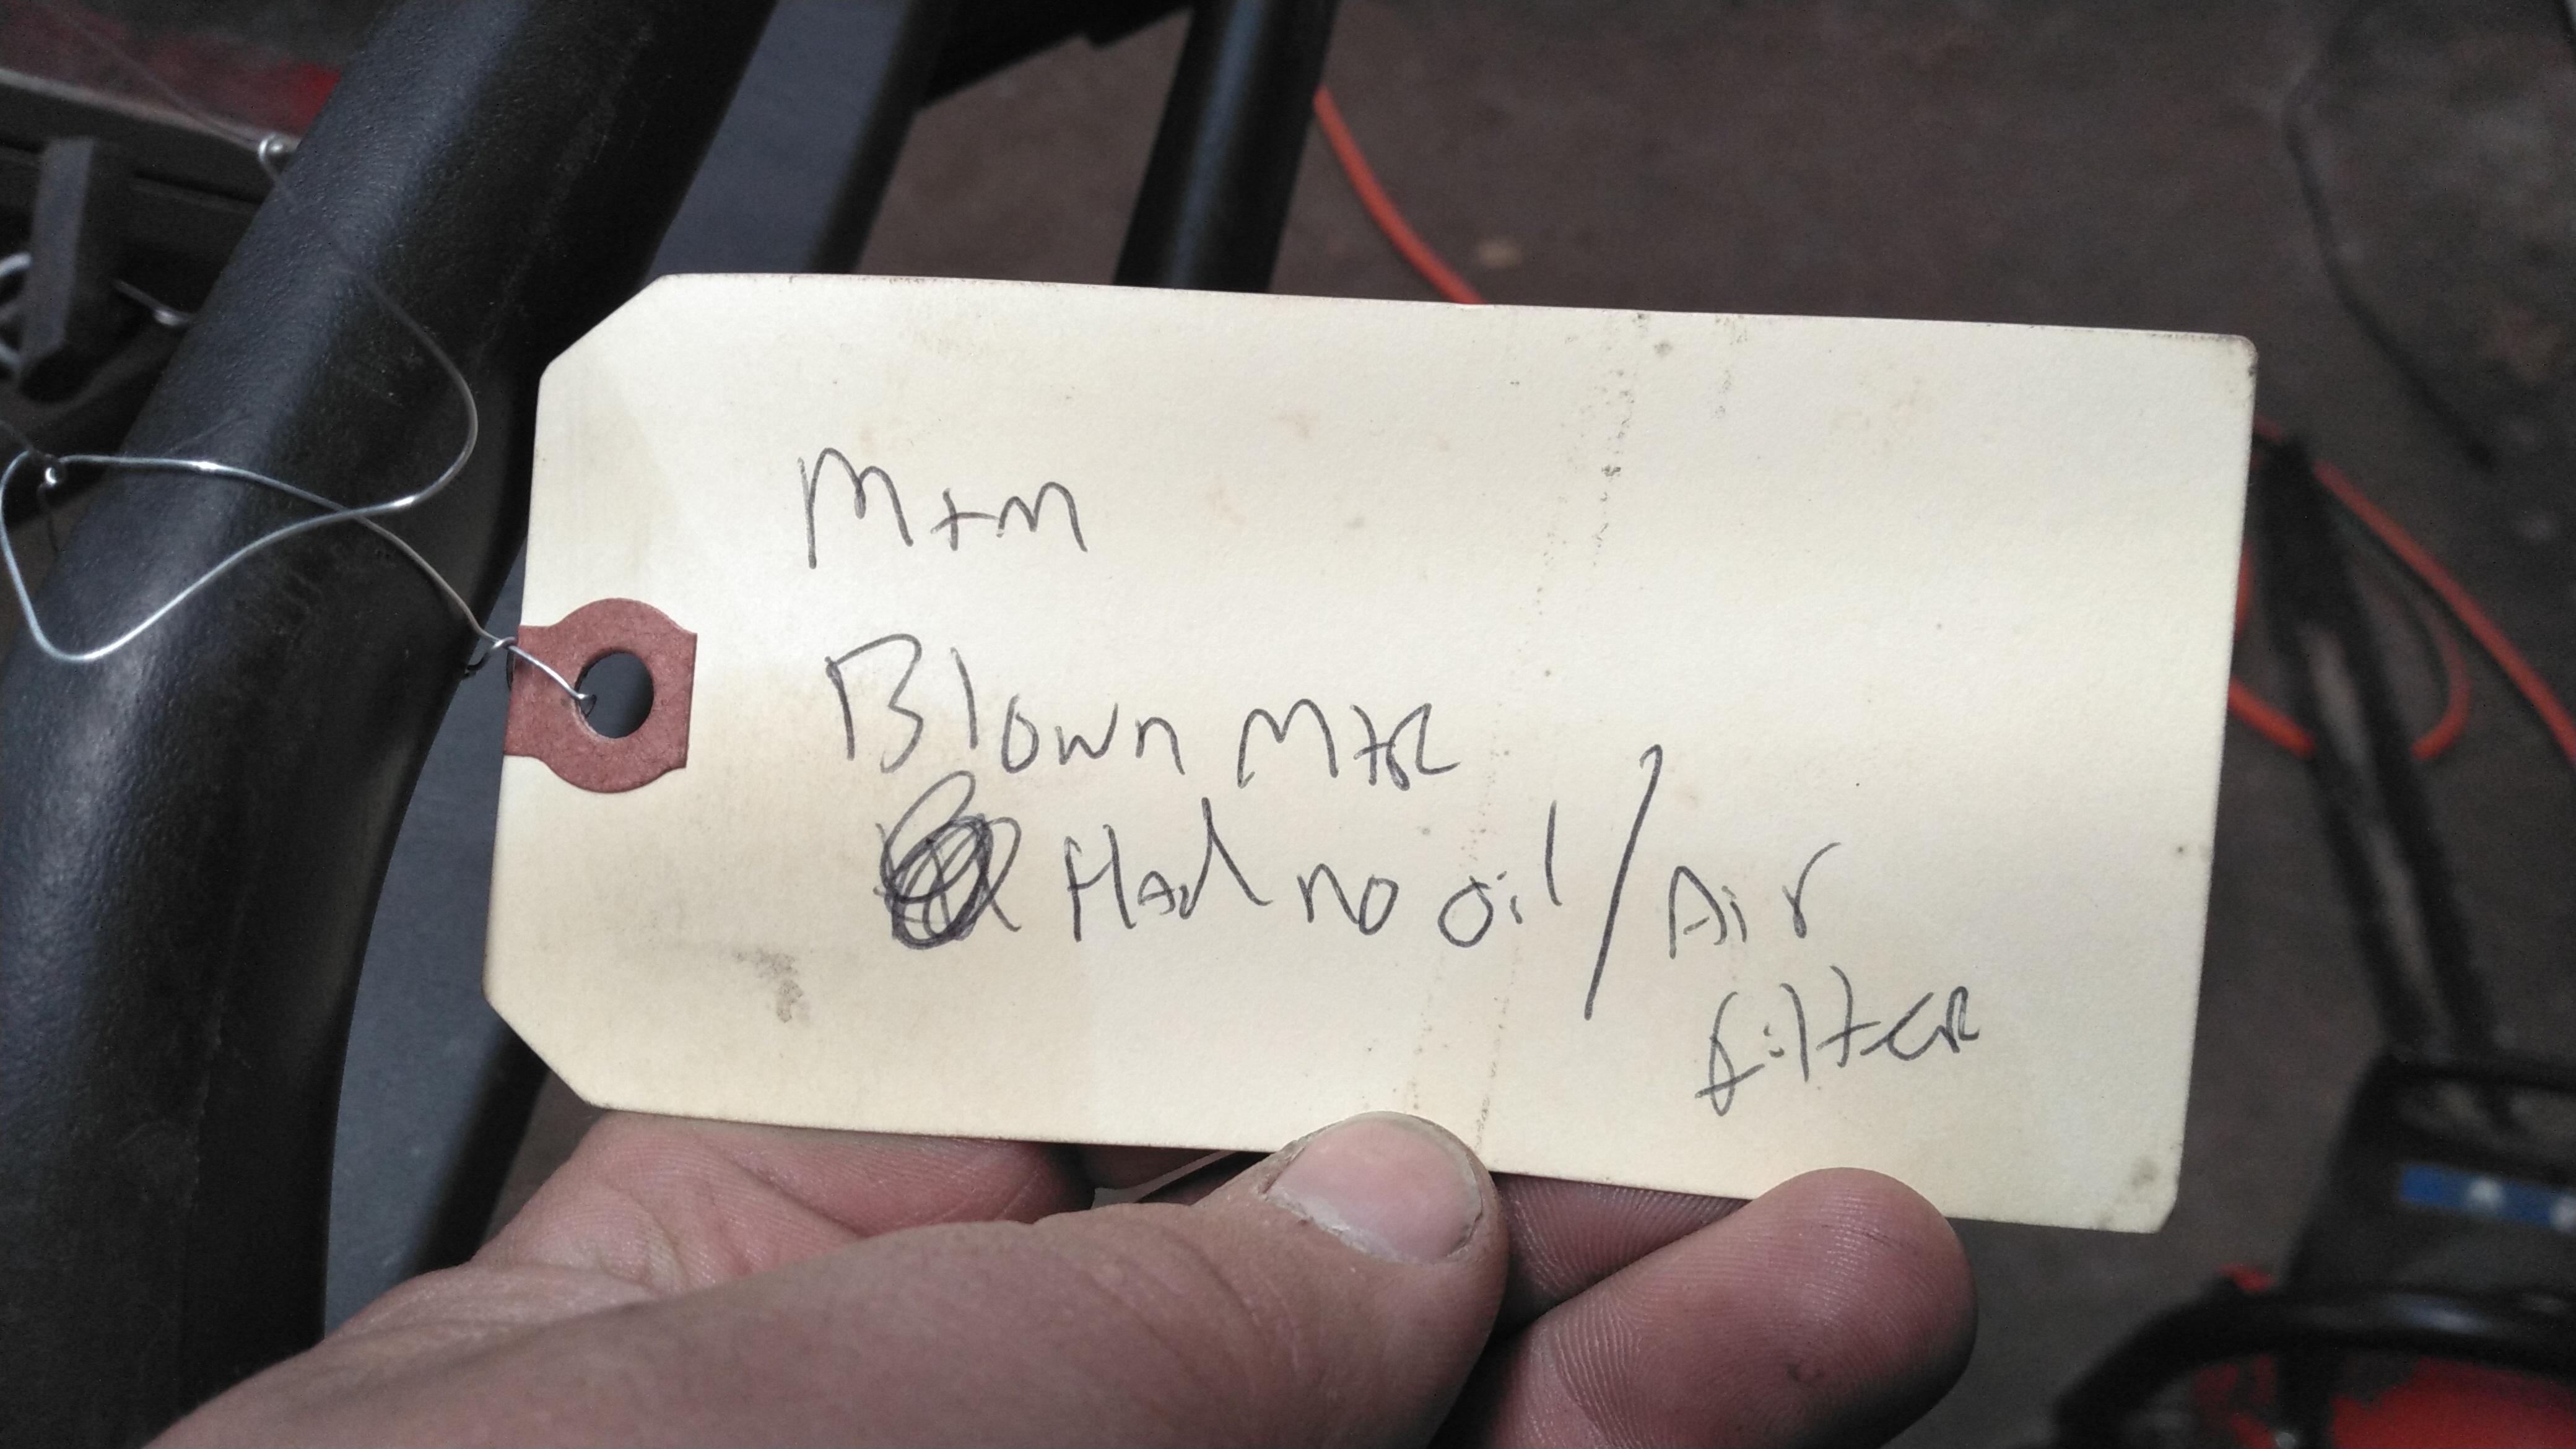 M+M
Blown MtR
Had no oil / Air
filteR